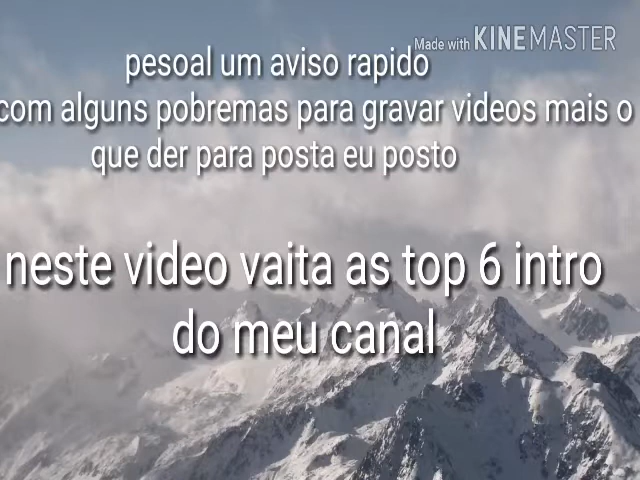 Made with KINEMASTER
pesoal um aviso rapido
com alguns pobremas para gravar videos mais o
que der para posta eu posto
neste video vaita as top 6 intro
do meu canal